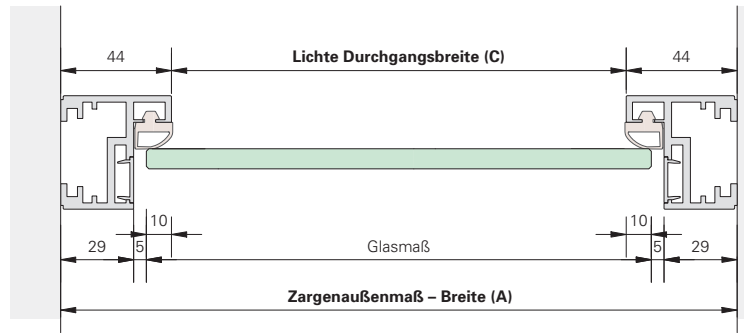 44 Lichte Durchgangsbreite (C) 44
10 10
29 5 Glasmaß 5 29
Zargenaußenmaß – Breite (A)